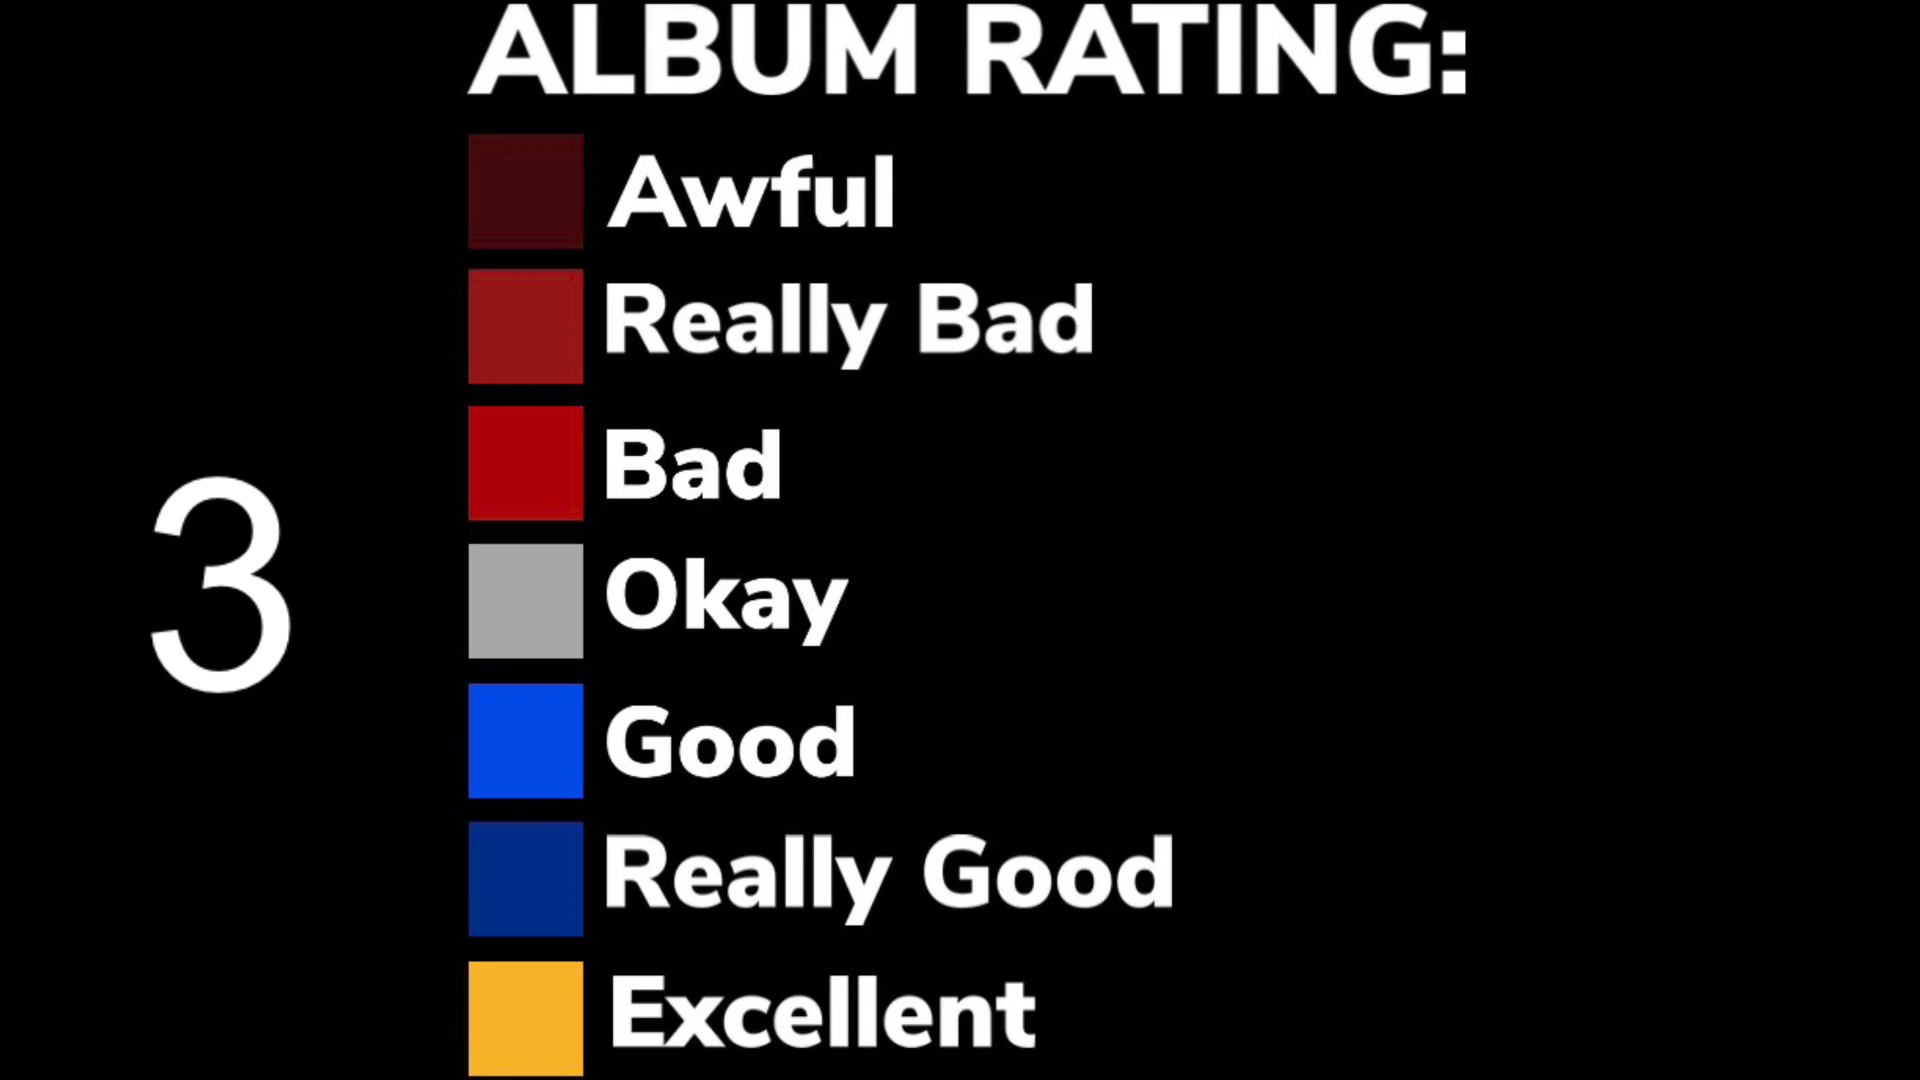 ALBUM RATING:
Awful
Really Bad
Bad
3
Okay
Good
Really Good
Excellent